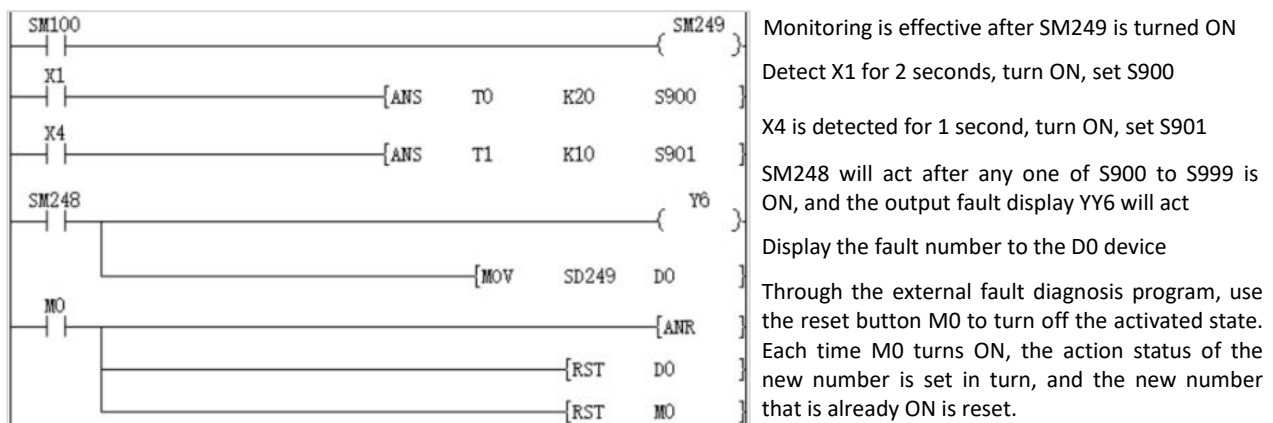 SM100 SM249 Monitoring is effective after SM249 is turned ON
X1 Detect X1 for 2 seconds, turn ON, set S900
ANS T0 K20 S900
X4 X4 is detected for 1 second, turn ON, set S901
ANS T1 K10 S901
SM248 Y6 SM248 will act after any one of S900 to S999 is
ON, and the output fault display YY6 will act
Display the fault number to the D0 device
MOV SD249 D0
M0 Through the external fault diagnosis program, use
ANR the reset button M0 to turn off the activated state.
Each time M0 turns ON, the action status of the
RST D0 new number is set in turn, and the new number
RST M0 that is already ON is reset.